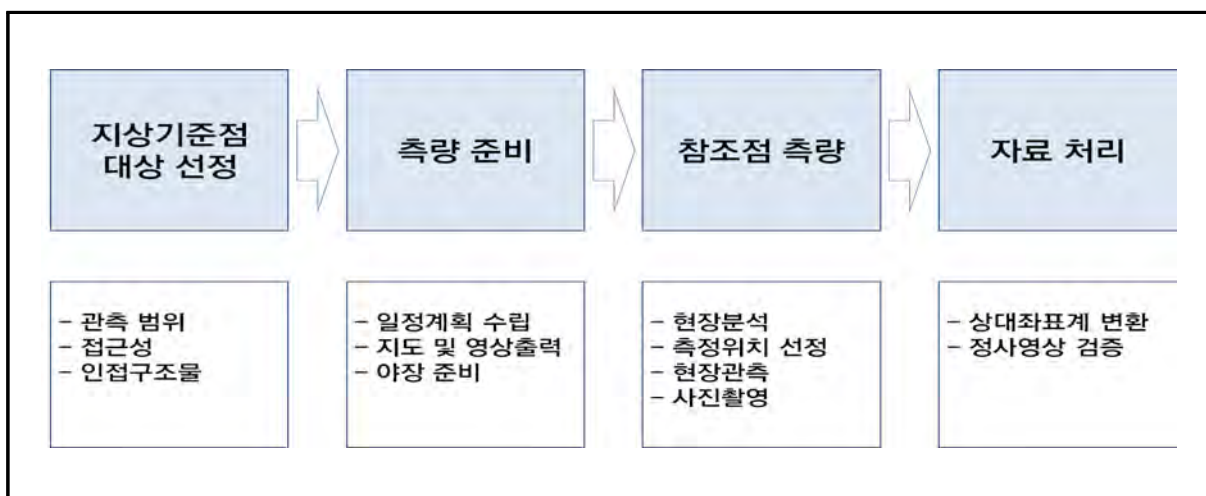 지상기준점
대상 선정
측량 준비
참조점 측량
자료 처리
- 관측 범위
- 접근성
- 인접구조물
- 일정계획 수립
- 지도 및 영상출력
- 야장 준비
- 현장분석
- 측정위치 선정
- 현장관측
- 사진촬영
- 상대좌표계 변환
- 정사영상 검증